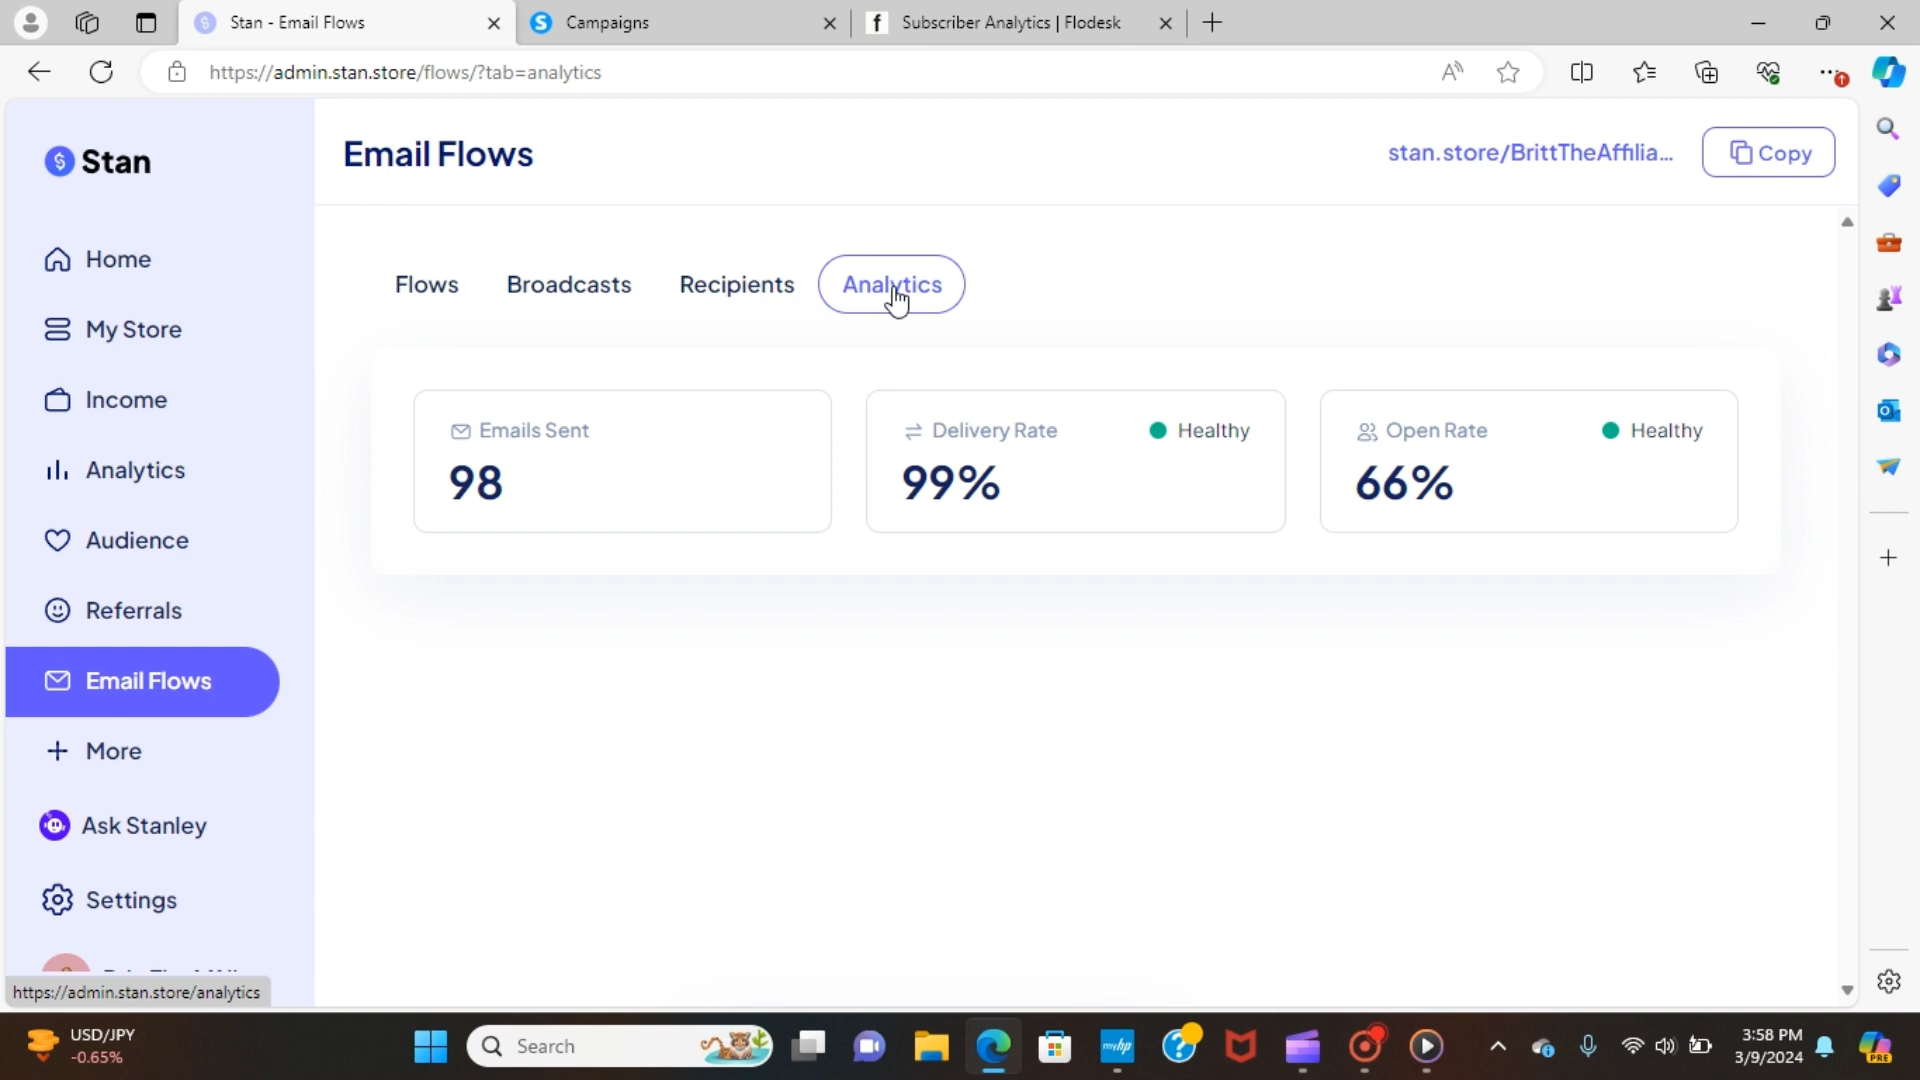 Stan - Email Flows
Campaigns
Subscriber Analytics | Flodesk
https://admin.stan.store/flows/?tab=analytics
Stan
Email Flows
stan.store/BrittTheAffilia...
Copy
Home
My Store
Income
Analytics
Audience
Referrals
Email Flows
More
Ask Stanley
Settings
Flows
Broadcasts
Recipients
Analytics
Emails Sent
98
Delivery Rate
Healthy
99%
Open Rate
Healthy
66%
https://admin.stan.store/analytics
USD/JPY
-0.65%
Search
myhp
3:58 PM
3/9/2024
PRE